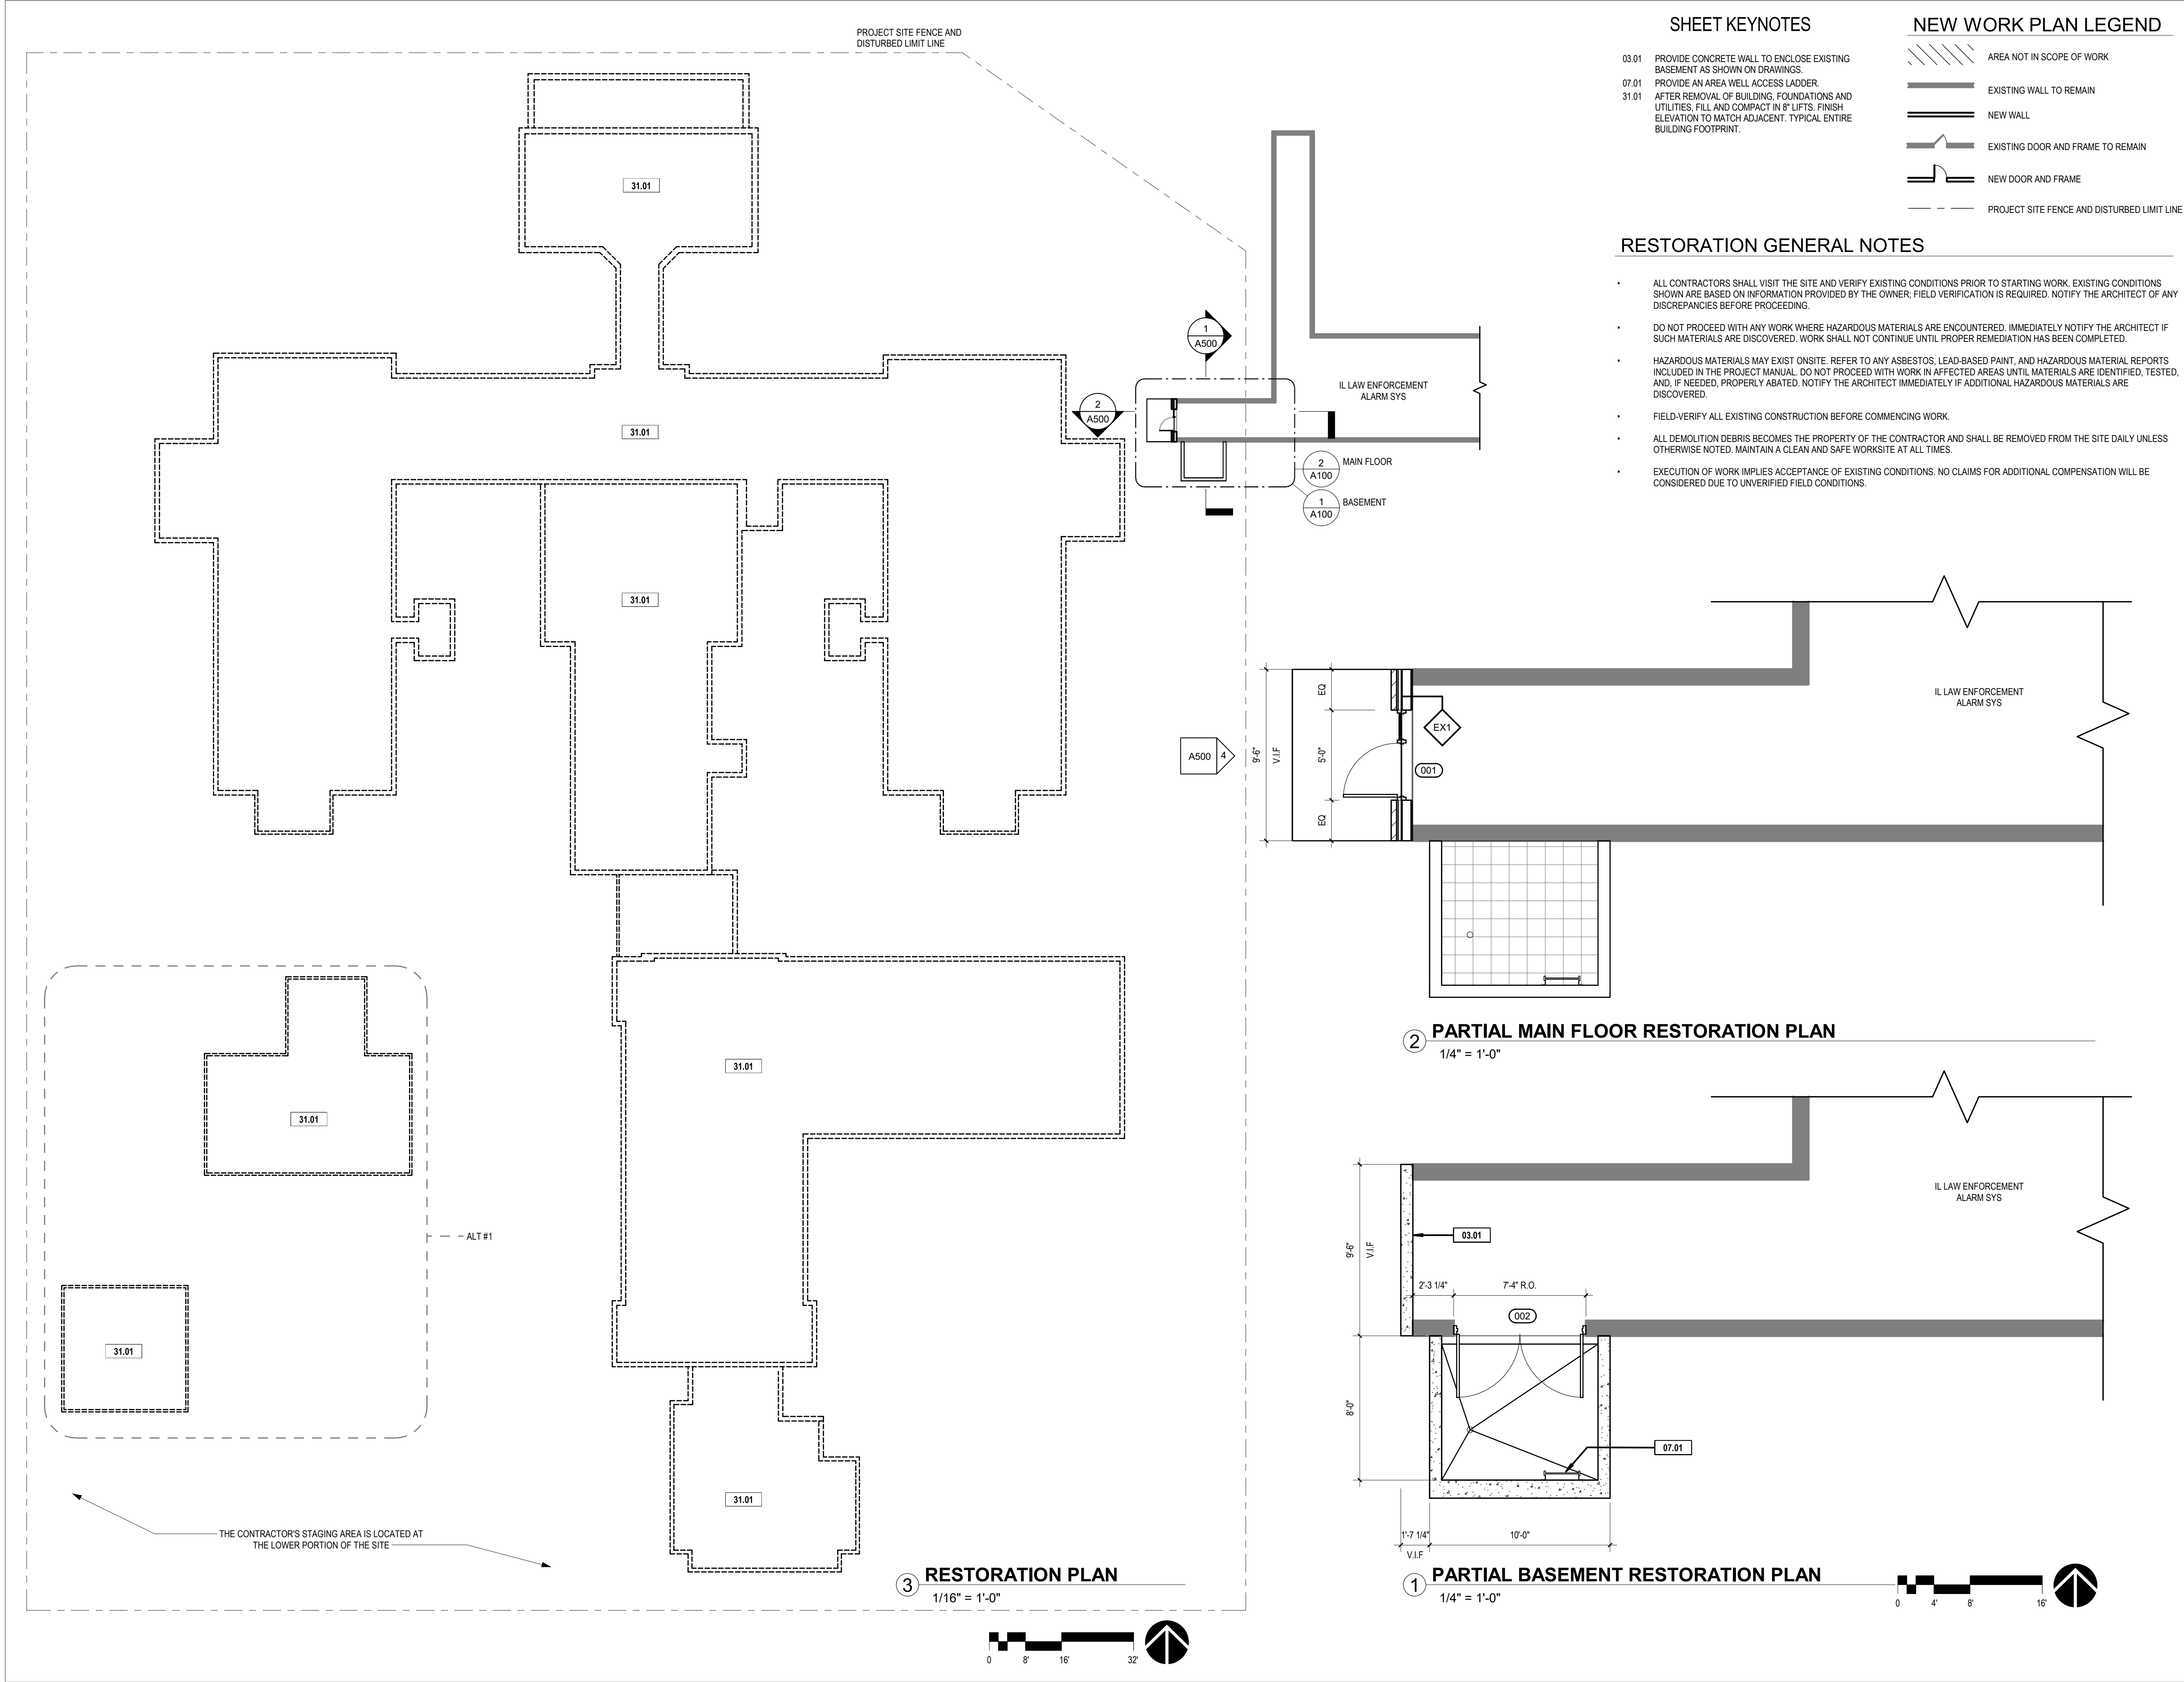 PROJECT SITE FENCE AND
DISTURBED LIMIT LINE
31.01
31.01
31.01
31.01
31.01
31.01
31.01
ALT #1
THE CONTRACTOR'S STAGING AREA IS LOCATED AT
THE LOWER PORTION OF THE SITE
3
RESTORATION PLAN
1/16" = 1'-0"
0 8' 16' 32'
1
A500
2
A500
IL LAW ENFORCEMENT
ALARM SYS
2
A100
MAIN FLOOR
1
A100
BASEMENT
SHEET KEYNOTES
03.01 PROVIDE CONCRETE WALL TO ENCLOSE EXISTING
BASEMENT AS SHOWN ON DRAWINGS.
07.01 PROVIDE AN AREA WELL ACCESS LADDER.
31.01 AFTER REMOVAL OF BUILDING, FOUNDATIONS AND
UTILITIES, FILL AND COMPACT IN 8" LIFTS. FINISH
ELEVATION TO MATCH ADJACENT. TYPICAL ENTIRE
BUILDING FOOTPRINT.
NEW WORK PLAN LEGEND
AREA NOT IN SCOPE OF WORK
EXISTING WALL TO REMAIN
NEW WALL
EXISTING DOOR AND FRAME TO REMAIN
NEW DOOR AND FRAME
PROJECT SITE FENCE AND DISTURBED LIMIT LINE
RESTORATION GENERAL NOTES
• ALL CONTRACTORS SHALL VISIT THE SITE AND VERIFY EXISTING CONDITIONS PRIOR TO STARTING WORK. EXISTING CONDITIONS
SHOWN ARE BASED ON INFORMATION PROVIDED BY THE OWNER; FIELD VERIFICATION IS REQUIRED. NOTIFY THE ARCHITECT OF ANY
DISCREPANCIES BEFORE PROCEEDING.
• DO NOT PROCEED WITH ANY WORK WHERE HAZARDOUS MATERIALS ARE ENCOUNTERED. IMMEDIATELY NOTIFY THE ARCHITECT IF
SUCH MATERIALS ARE DISCOVERED. WORK SHALL NOT CONTINUE UNTIL PROPER REMEDIATION HAS BEEN COMPLETED.
• HAZARDOUS MATERIALS MAY EXIST ONSITE. REFER TO ANY ASBESTOS, LEAD-BASED PAINT, AND HAZARDOUS MATERIAL REPORTS
INCLUDED IN THE PROJECT MANUAL. DO NOT PROCEED WITH WORK IN AFFECTED AREAS UNTIL MATERIALS ARE IDENTIFIED, TESTED,
AND, IF NEEDED, PROPERLY ABATED. NOTIFY THE ARCHITECT IMMEDIATELY IF ADDITIONAL HAZARDOUS MATERIALS ARE
DISCOVERED.
• FIELD-VERIFY ALL EXISTING CONSTRUCTION BEFORE COMMENCING WORK.
• ALL DEMOLITION DEBRIS BECOMES THE PROPERTY OF THE CONTRACTOR AND SHALL BE REMOVED FROM THE SITE DAILY UNLESS
OTHERWISE NOTED. MAINTAIN A CLEAN AND SAFE WORKSITE AT ALL TIMES.
• EXECUTION OF WORK IMPLIES ACCEPTANCE OF EXISTING CONDITIONS. NO CLAIMS FOR ADDITIONAL COMPENSATION WILL BE
CONSIDERED DUE TO UNVERIFIED FIELD CONDITIONS.
IL LAW ENFORCEMENT
ALARM SYS
EQ
EX1
A500 4
9'-6"
V.I.F
5'-0"
001
EQ
2
PARTIAL MAIN FLOOR RESTORATION PLAN
1/4" = 1'-0"
IL LAW ENFORCEMENT
ALARM SYS
03.01
9'-6"
V.I.F
2'-3 1/4"
7'-4" R.O.
002
8'-0"
07.01
1'-7 1/4"
V.I.F
10'-0"
1
PARTIAL BASEMENT RESTORATION PLAN
1/4" = 1'-0"
0 4' 8' 16'